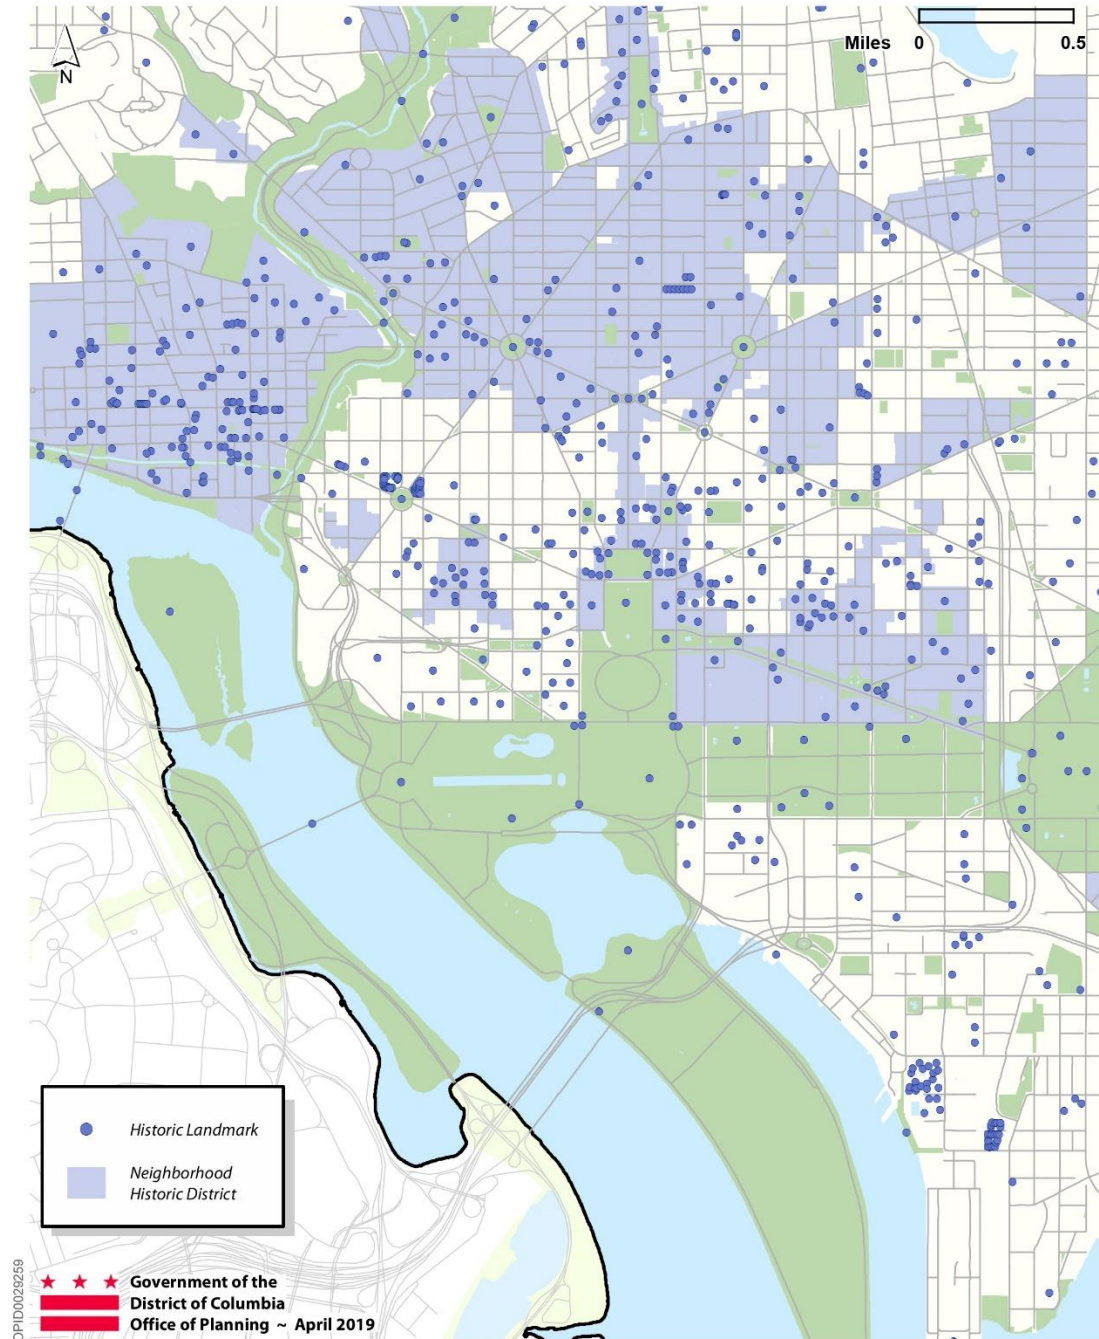 N
Miles 0 0.5
Historic Landmark
Neighborhood
Historic District
Government of the
District of Columbia
Office of Planning ~ April 2019
OPID0029259